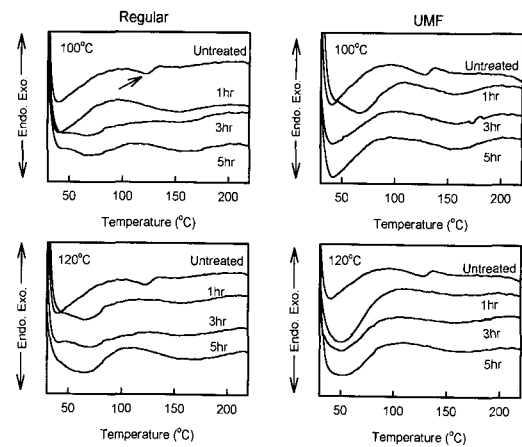 Regular
UMF
100°C
Untreated
1hr
3hr
5hr
Endo. Exo.
50 100 150 200
Temperature (°C)
100°C
Untreated
1hr
3hr
5hr
Endo. Exo.
50 100 150 200
Temperature (°C)
120°C
Untreated
1hr
3hr
5hr
Endo. Exo.
50 100 150 200
Temperature (°C)
120°C
Untreated
1hr
3hr
5hr
Endo. Exo.
50 100 150 200
Temperature (°C)